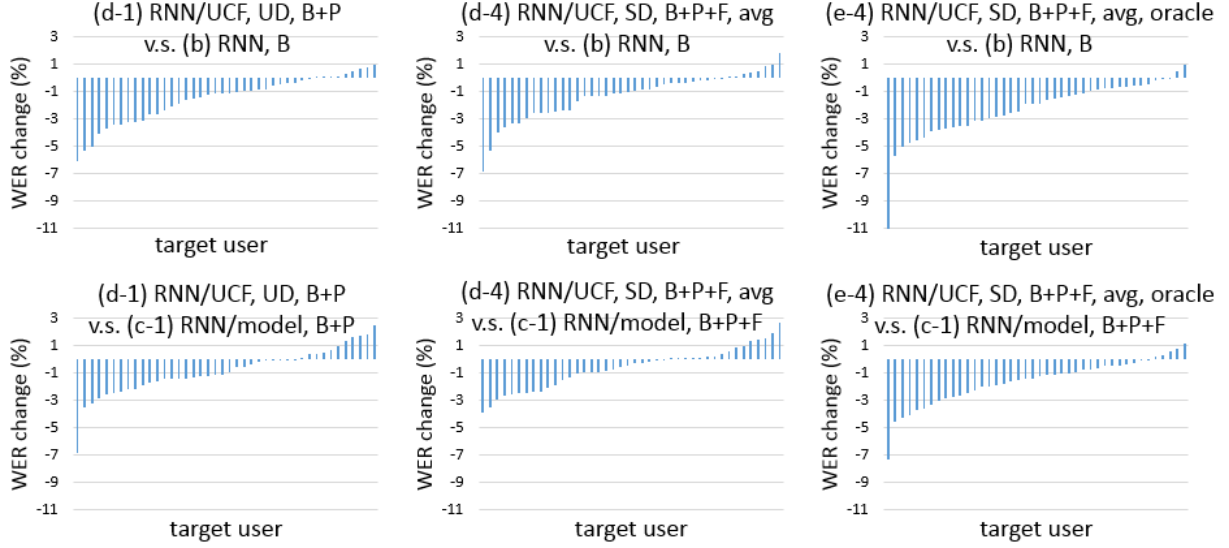 (d-1) RNN/UCF, UD, B+P
v.s. (b) RNN, B
WER change (%)
3
1
-1
-3
-5
-7
-9
-11
target user
(d-4) RNN/UCF, SD, B+P+F, avg
v.s. (b) RNN, B
WER change (%)
3
1
-1
-3
-5
-7
-9
-11
target user
(e-4) RNN/UCF, SD, B+P+F, avg, oracle
v.s. (b) RNN, B
WER change (%)
3
1
-1
-3
-5
-7
-9
-11
target user
(d-1) RNN/UCF, UD, B+P
v.s. (c-1) RNN/model, B+P
WER change (%)
3
1
-1
-3
-5
-7
-9
-11
target user
(d-4) RNN/UCF, SD, B+P+F, avg
v.s. (c-1) RNN/model, B+P+F
WER change (%)
3
1
-1
-3
-5
-7
-9
-11
target user
(e-4) RNN/UCF, SD, B+P+F, avg, oracle
v.s. (c-1) RNN/model, B+P+F
WER change (%)
3
1
-1
-3
-5
-7
-9
-11
target user